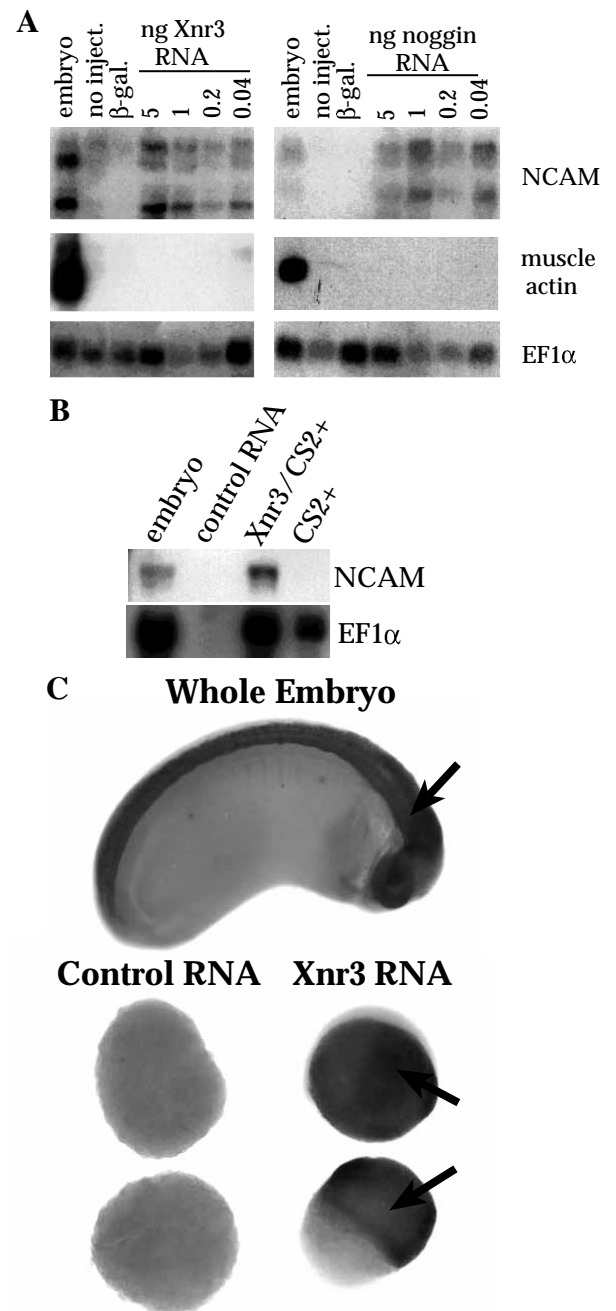 A
ng Xnr3
RNA
embryo
no inject.
β-gal.
5
1
0.2
0.04
ng noggin
RNA
embryo
no inject.
β-gal.
5
1
0.2
0.04
NCAM
muscle
actin
EF1α
B
embryo
control RNA
Xnr3/CS2+
CS2+
NCAM
EF1α
C
Whole Embryo
Control RNA
Xnr3 RNA